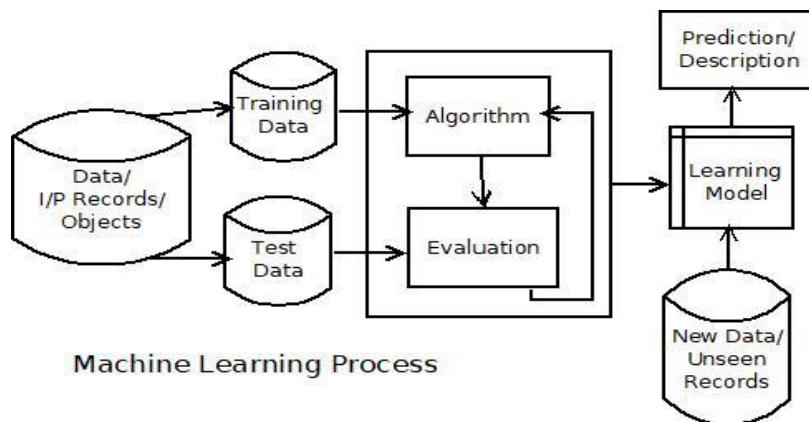 Data/
I/P Records/
Objects
Training
Data
Test
Data
Algorithm
Evaluation
Prediction/
Description
Learning
Model
New Data/
Unseen
Records
Machine Learning Process